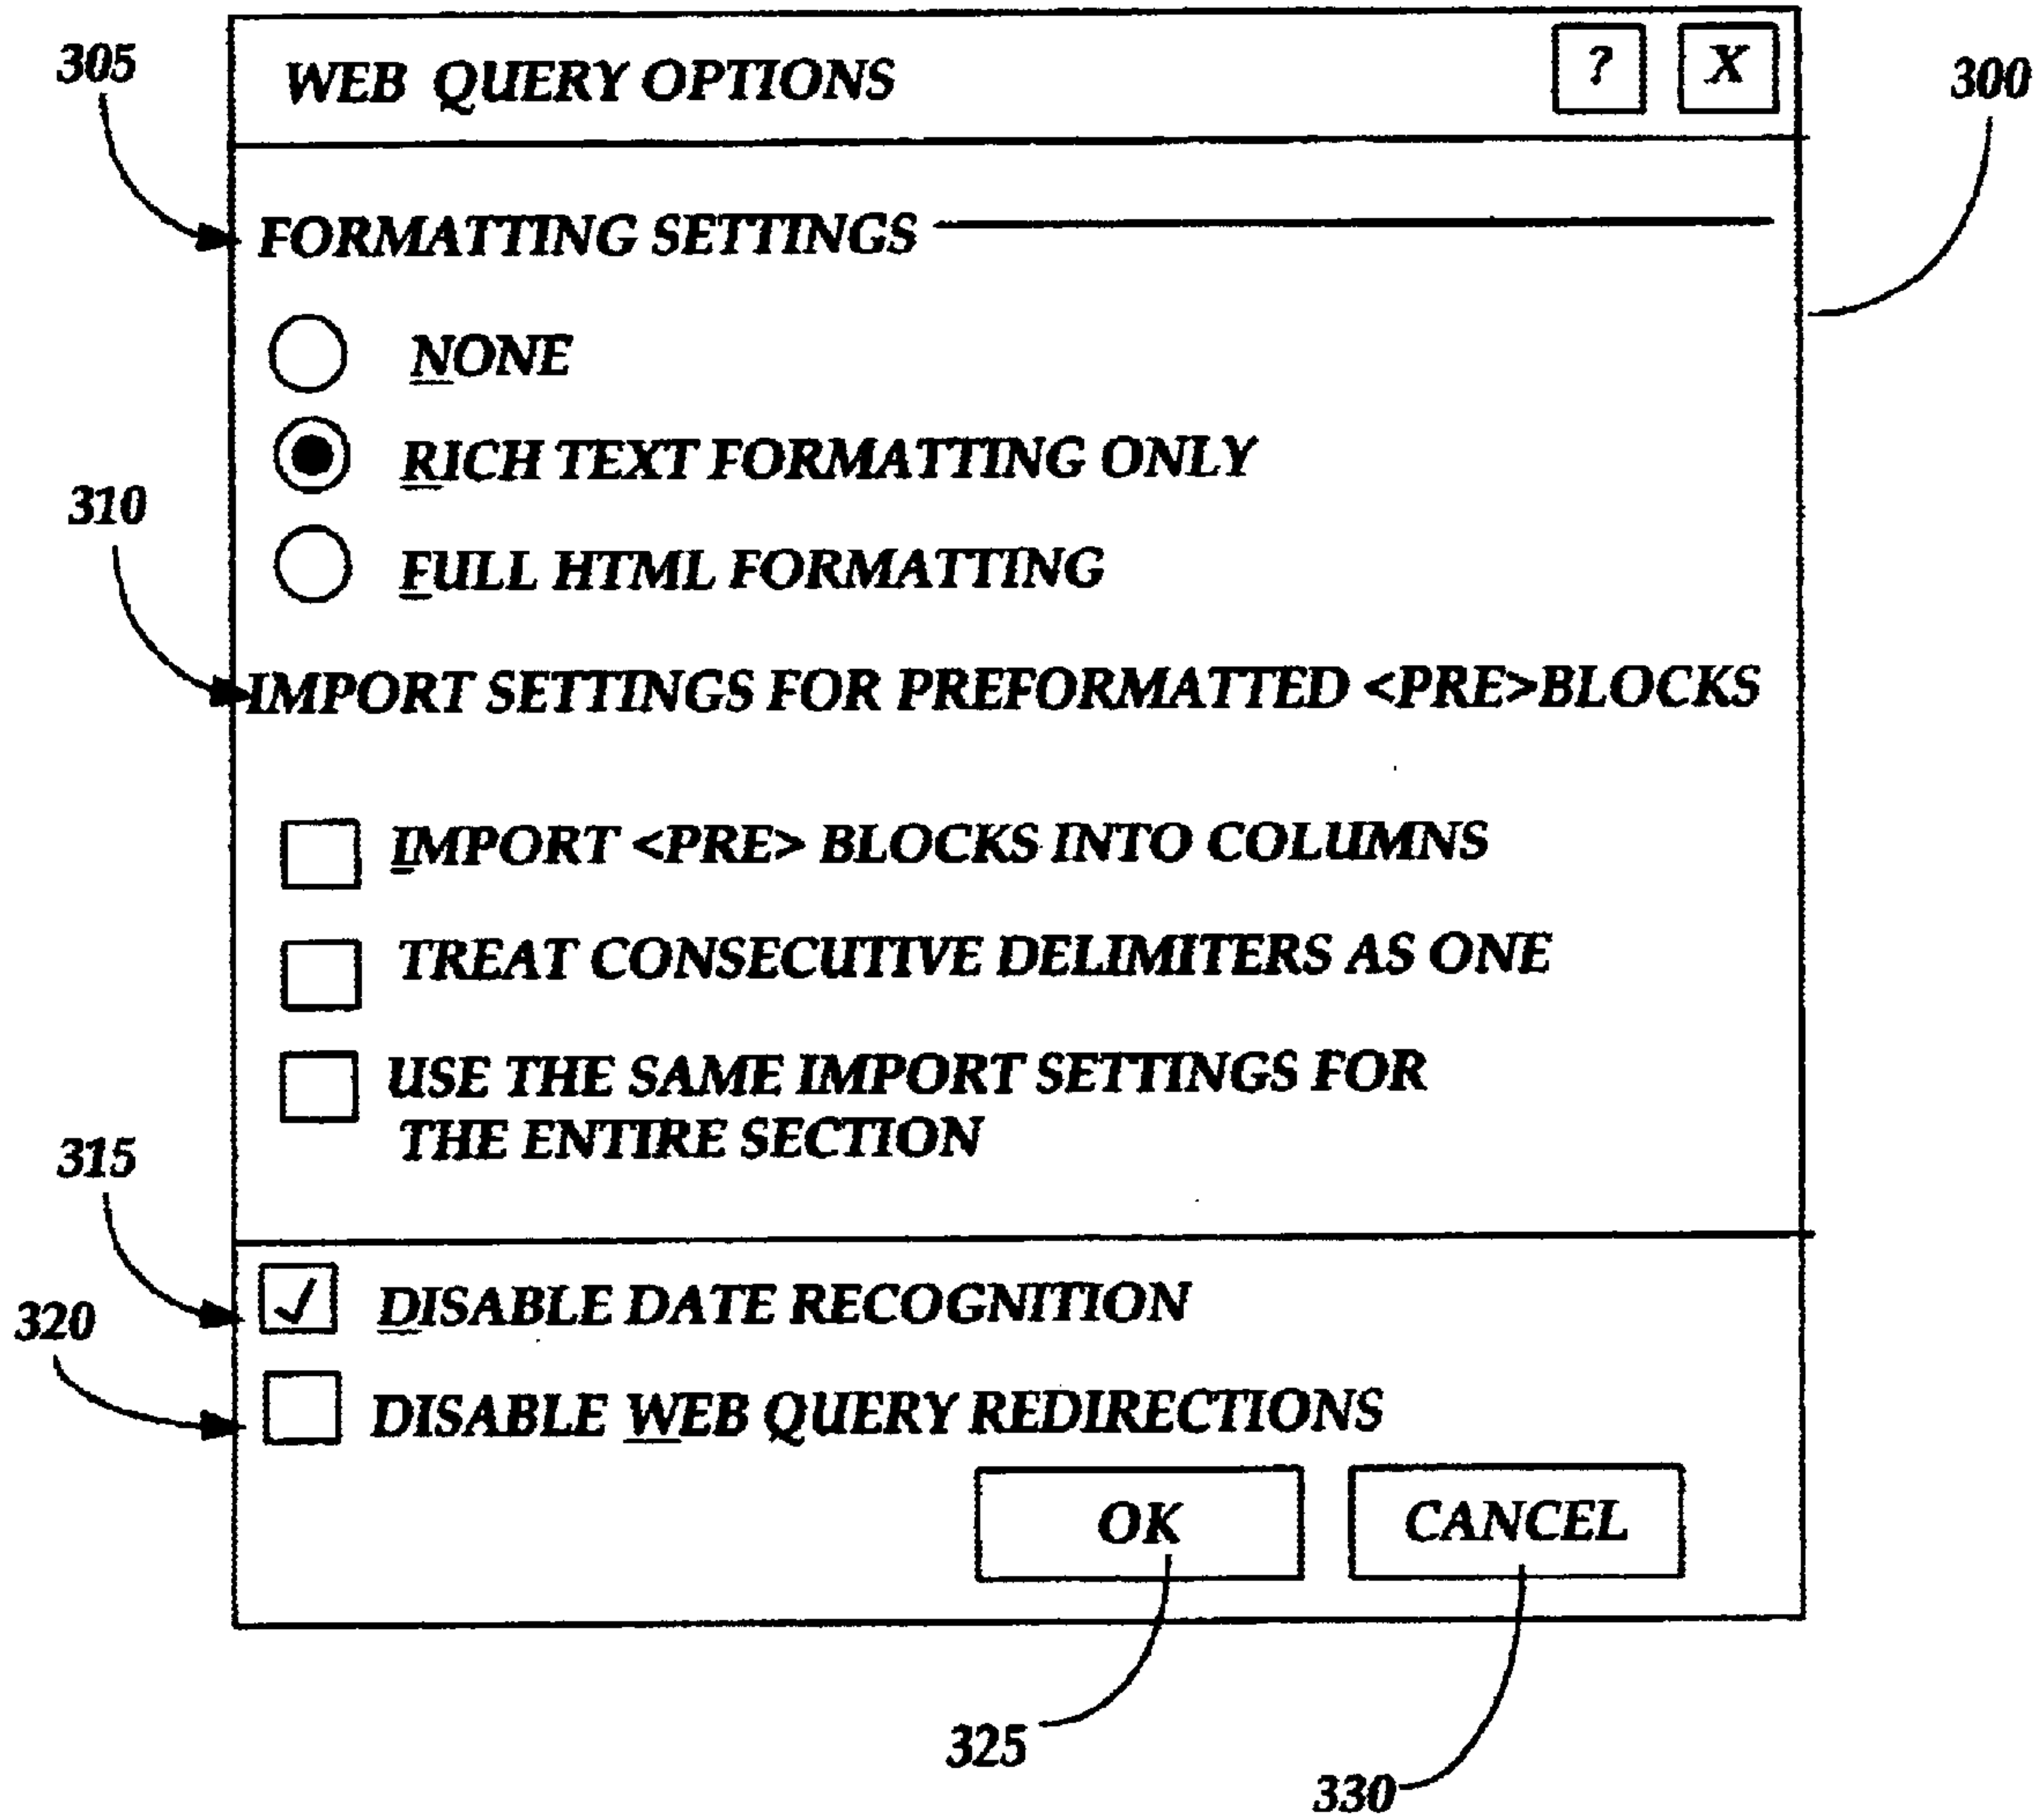 305
WEB QUERY OPTIONS
?
X
300
FORMATTING SETTINGS
NONE
RICH TEXT FORMATTING ONLY
310
FULL HTML FORMATTING
IMPORT SETTINGS FOR PREFORMATTED <PRE>BLOCKS
IMPORT <PRE> BLOCKS INTO COLUMNS
TREAT CONSECUTIVE DELIMITERS AS ONE
USE THE SAME IMPORT SETTINGS FOR
THE ENTIRE SECTION
315
DISABLE DATE RECOGNITION
320
DISABLE WEB QUERY REDIRECTIONS
OK
CANCEL
325
330